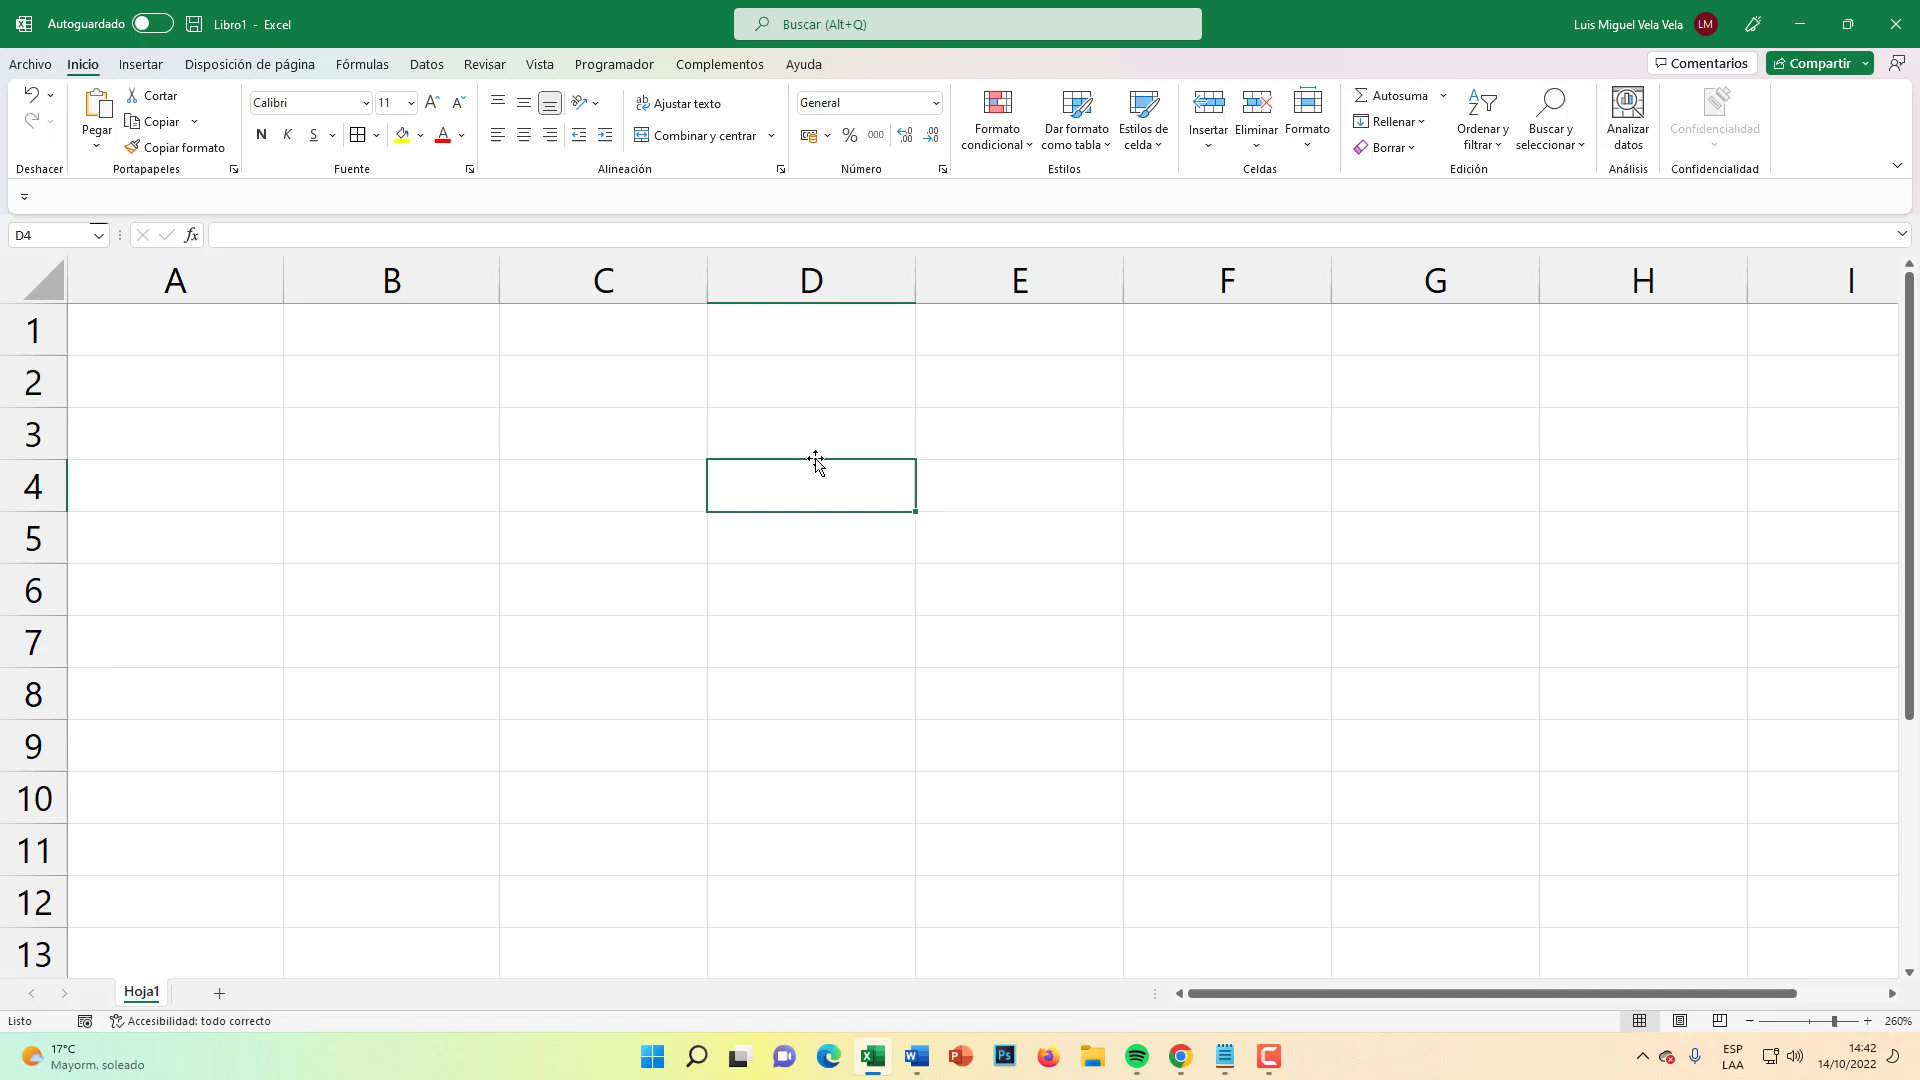 Autoguardado Libro1 - Excel Buscar (Alt+Q) Luis Miguel Vela Vela LM
Archivo Inicio Insertar Disposición de página Fórmulas Datos Revisar Vista Programador Complementos Ayuda Comentarios Compartir
Pegar Cortar
Copiar
Copiar formato
Calibri 11
N K S
A
ab Ajustar texto
Combinar y centrar
General
% 000
Formato condicional
Dar formato como tabla
Estilos de celda
Insertar Eliminar Formato
Autosuma
Rellenar
Borrar
Ordenar y filtrar
Buscar y seleccionar
Analizar datos
Confidencialidad
Deshacer Portapapeles Fuente Alineación Número Estilos Celdas Edición Análisis Confidencialidad
D4 fx
A B C D E F G H I
1
2
3
4
5
6
7
8
9
10
11
12
13
Hoja1
Listo Accesibilidad: todo correcto 260%
17°C
Mayorm. soleado
ESP
LAA
14:42
14/10/2022